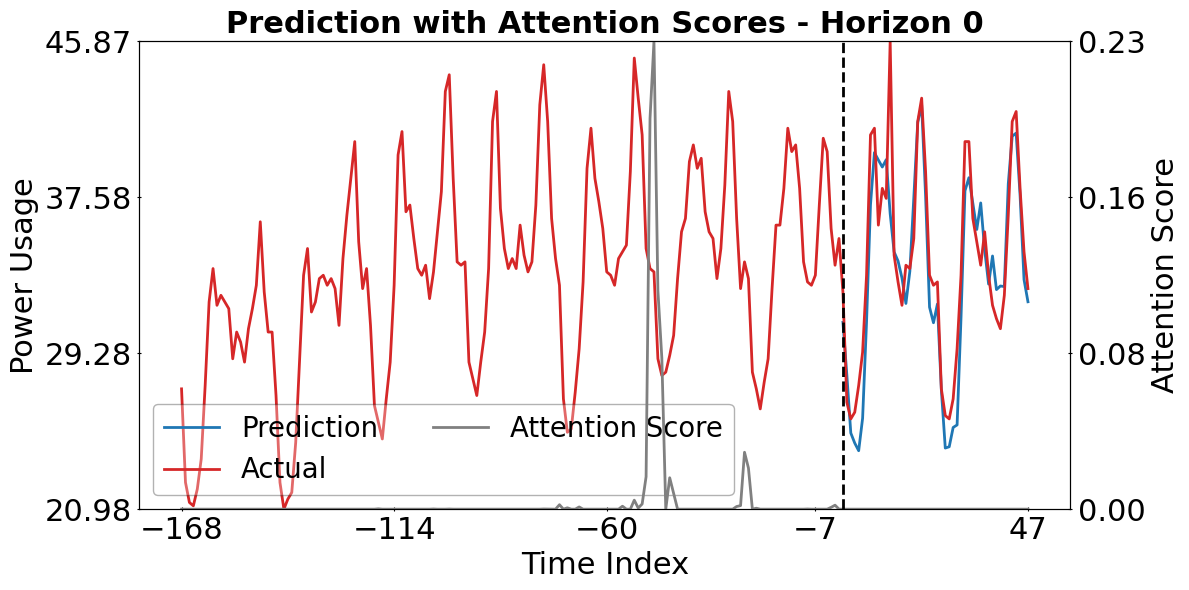 Prediction with Attention Scores - Horizon 0
45.87
37.58
29.28
20.98
Power Usage
0.23
0.16
0.08
0.00
Attention Score
Prediction
Attention Score
Actual
−168
−114
−60
−7
47
Time Index